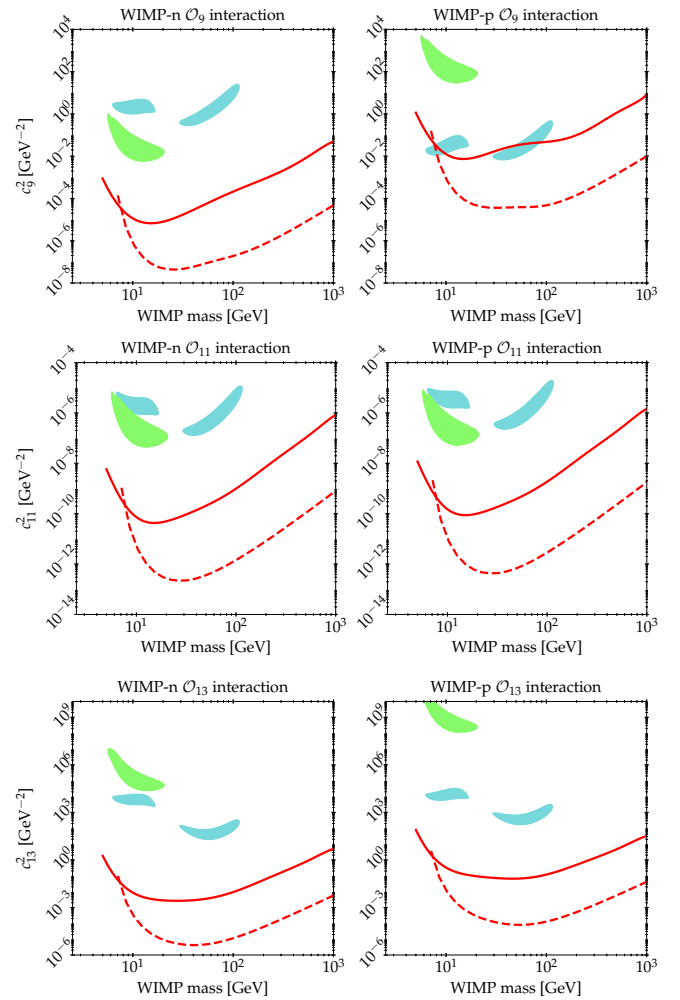 WIMP-n 𝒪₉ interaction
WIMP-p 𝒪₉ interaction
c₉² [GeV⁻²]
10⁴
10²
10⁰
10⁻²
10⁻⁴
10⁻⁶
10⁻⁸
10¹ 10² 10³
WIMP mass [GeV]
10⁴
10²
10⁰
10⁻²
10⁻⁴
10⁻⁶
10⁻⁸
10¹ 10² 10³
WIMP mass [GeV]
WIMP-n 𝒪₁₁ interaction
WIMP-p 𝒪₁₁ interaction
c₁₁² [GeV⁻²]
10⁻⁴
10⁻⁶
10⁻⁸
10⁻¹⁰
10⁻¹²
10⁻¹⁴
10¹ 10² 10³
WIMP mass [GeV]
10⁻⁴
10⁻⁶
10⁻⁸
10⁻¹⁰
10⁻¹²
10⁻¹⁴
10¹ 10² 10³
WIMP mass [GeV]
WIMP-n 𝒪₁₃ interaction
WIMP-p 𝒪₁₃ interaction
c₁₃² [GeV⁻²]
10⁹
10⁶
10³
10⁰
10⁻³
10⁻⁶
10¹ 10² 10³
WIMP mass [GeV]
10⁹
10⁶
10³
10⁰
10⁻³
10⁻⁶
10¹ 10² 10³
WIMP mass [GeV]